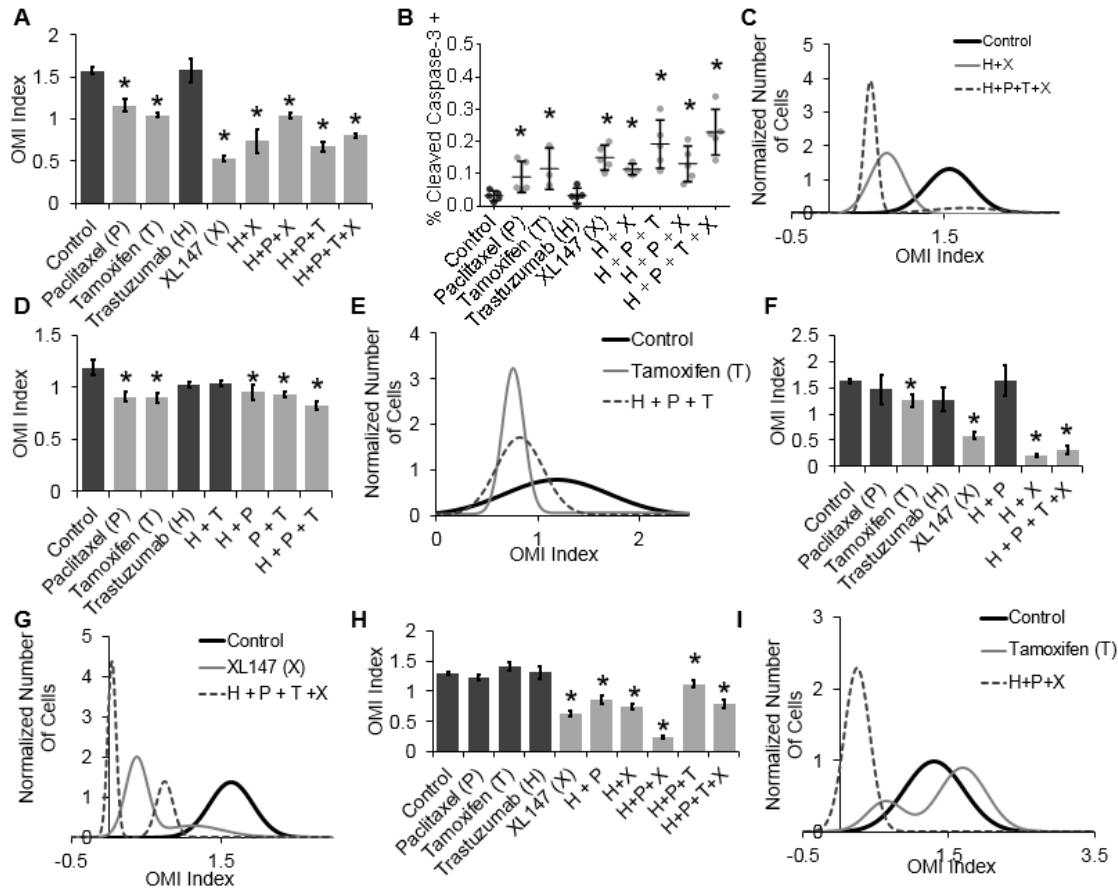 A
OMI Index
2
1.5
1
0.5
0
*
*
*
*
*
*
*
Control
Paclitaxel (P)
Tamoxifen (T)
Trastuzumab (H)
XL147 (X)
H+X
H+P+X
H+P+T
H+P+T+X
B
% Cleaved Caspase-3 +
0.5
0.4
0.3
0.2
0.1
0.0
*
*
*
*
*
*
*
Control
Paclitaxel (P)
Tamoxifen (T)
Trastuzumab (H)
XL147 (X)
H + X
H + P + T
H + P + X
H + P + T + X
C
Normalized Number
of Cells
5
4
3
2
1
0
-0.5
1.5
OMI Index
Control
H+X
H+P+T+X
D
OMI Index
1.5
1
0.5
0
*
*
*
*
*
Control
Paclitaxel (P)
Tamoxifen (T)
Trastuzumab (H)
H + T
H + P
P + T
H + P + T
E
Normalized Number
of Cells
4
3
2
1
0
0
1
2
OMI Index
Control
Tamoxifen (T)
H + P + T
F
OMI Index
2.5
2
1.5
1
0.5
0
*
*
*
*
Control
Paclitaxel (P)
Tamoxifen (T)
Trastuzumab (H)
XL147 (X)
H + P
H + X
H + P + T +X
G
Normalized Number
Of Cells
5
4
3
2
1
0
-0.5
1.5
OMI Index
Control
XL147 (X)
H + P + T +X
H
OMI Index
2
1.5
1
0.5
0
*
*
*
*
*
*
Control
Paclitaxel (P)
Tamoxifen (T)
Trastuzumab (H)
XL147 (X)
H + P
H+X
H+P+X
H+P+T
H+P+T+X
I
Normalized Number
Of Cells
3
2
1
0
-0.5
1.5
3.5
OMI Index
Control
Tamoxifen (T)
H+P+X